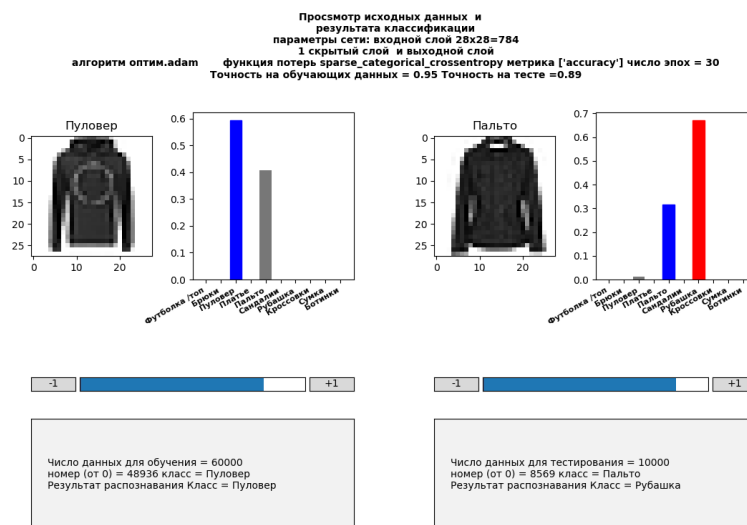 Просsмотр исходных данных  и
результата классификации
параметры сети: входной слой 28x28=784
1 скрытый слой  и выходной слой
алгоритм оптим.adam       функция потерь sparse_categorical_crossentropy метрика ['accuracy'] число эпох = 30
Точность на обучающих данных = 0.95 Точность на тесте =0.89
Пуловер
0
5
10
15
20
25
0 10 20
0.6
0.5
0.4
0.3
0.2
0.1
0.0
Футболка /топ
Брюки
Пуловер
Платье
Пальто
Сандалии
Рубашка
Кроссовки
Сумка
Ботинки
Пальто
0
5
10
15
20
25
0 10 20
0.7
0.6
0.5
0.4
0.3
0.2
0.1
0.0
Футболка /топ
Брюки
Пуловер
Платье
Пальто
Сандалии
Рубашка
Кроссовки
Сумка
Ботинки
-1 +1
-1 +1
Число данных для обучения = 60000
номер (от 0) = 48936 класс = Пуловер
Результат распознавания Класс = Пуловер
Число данных для тестирования = 10000
номер (от 0) = 8569 класс = Пальто
Результат распознавания Класс = Рубашка